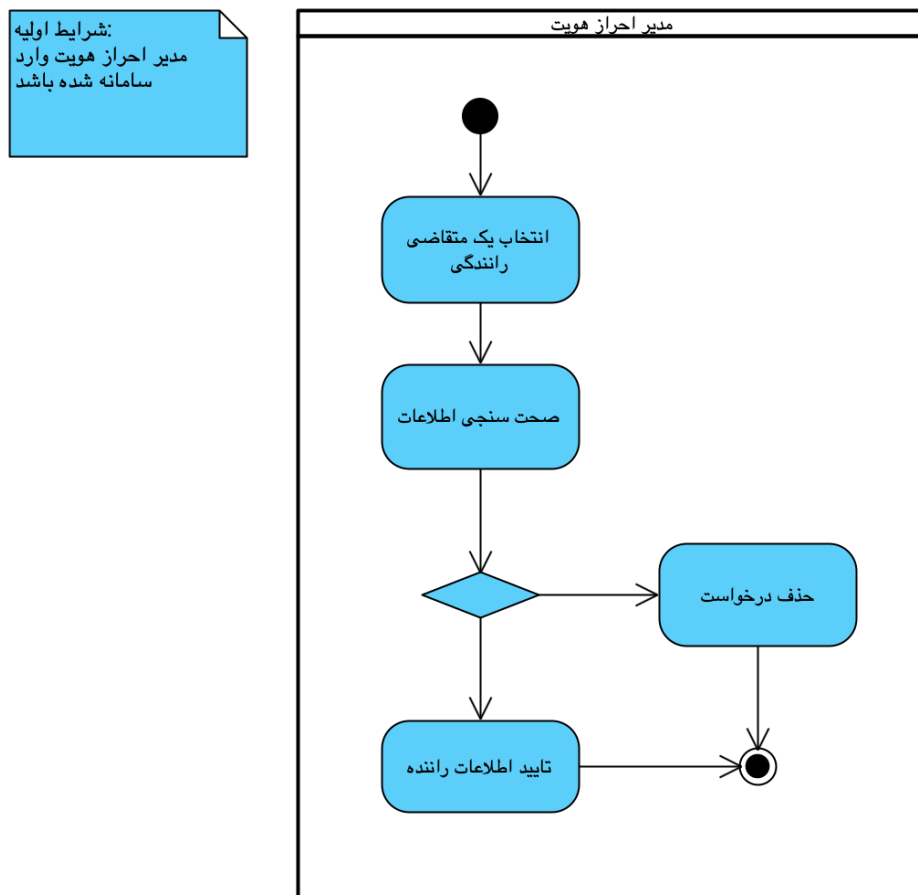 شرایط اولیه:
مدیر احراز هویت وارد
سامانه شده باشد
مدیر احراز هویت
انتخاب یک متقاضی
رانندگی
صحت سنجی اطلاعات
حذف درخواست
تایید اطلاعات راننده